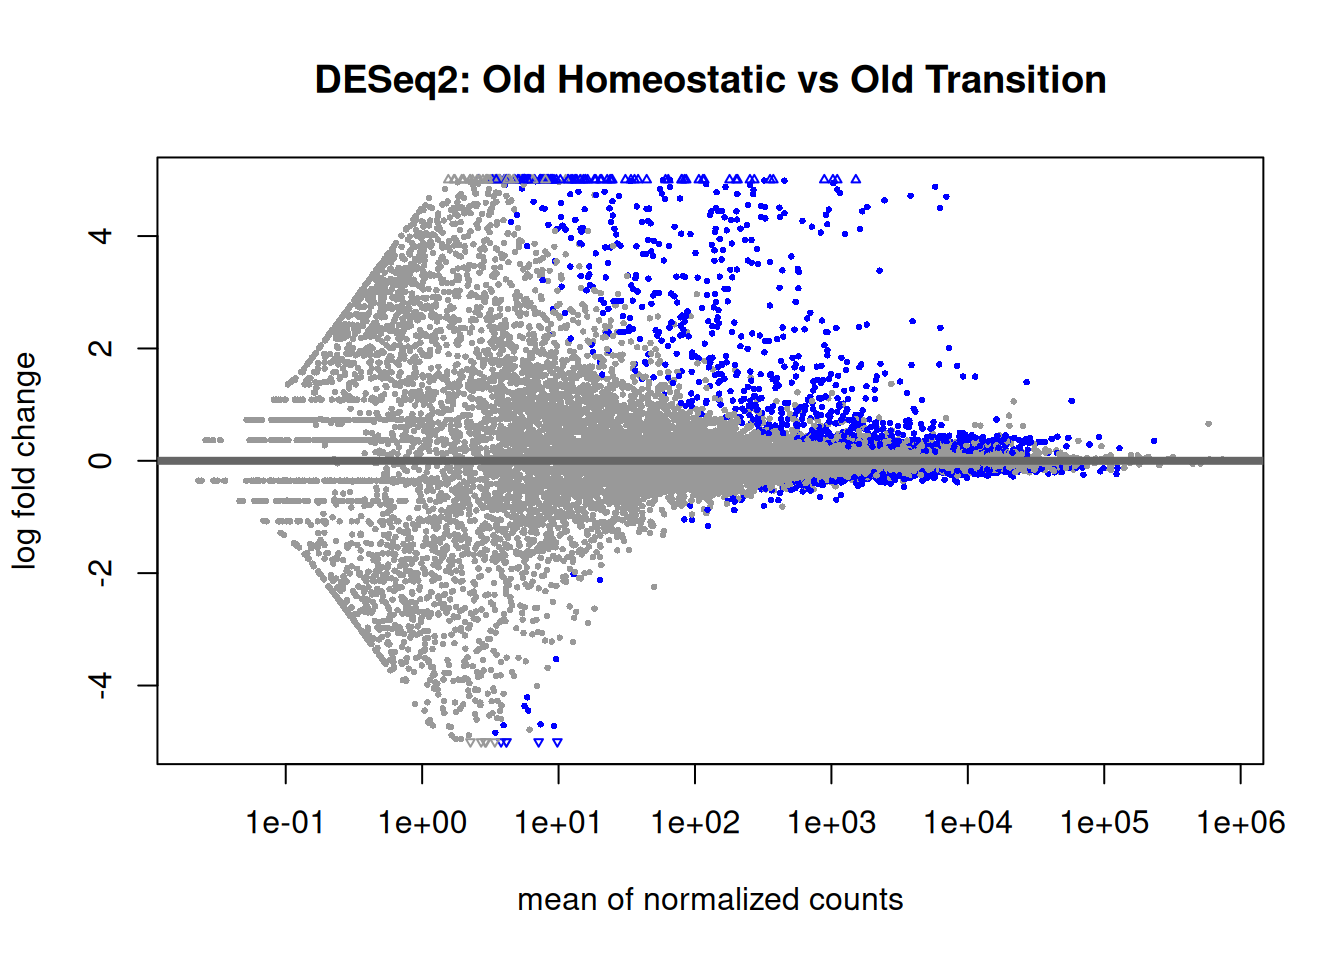 DESeq2: Old Homeostatic vs Old Transition
log fold change
4
2
0
-2
-4
1e-01 1e+00 1e+01 1e+02 1e+03 1e+04 1e+05 1e+06
mean of normalized counts